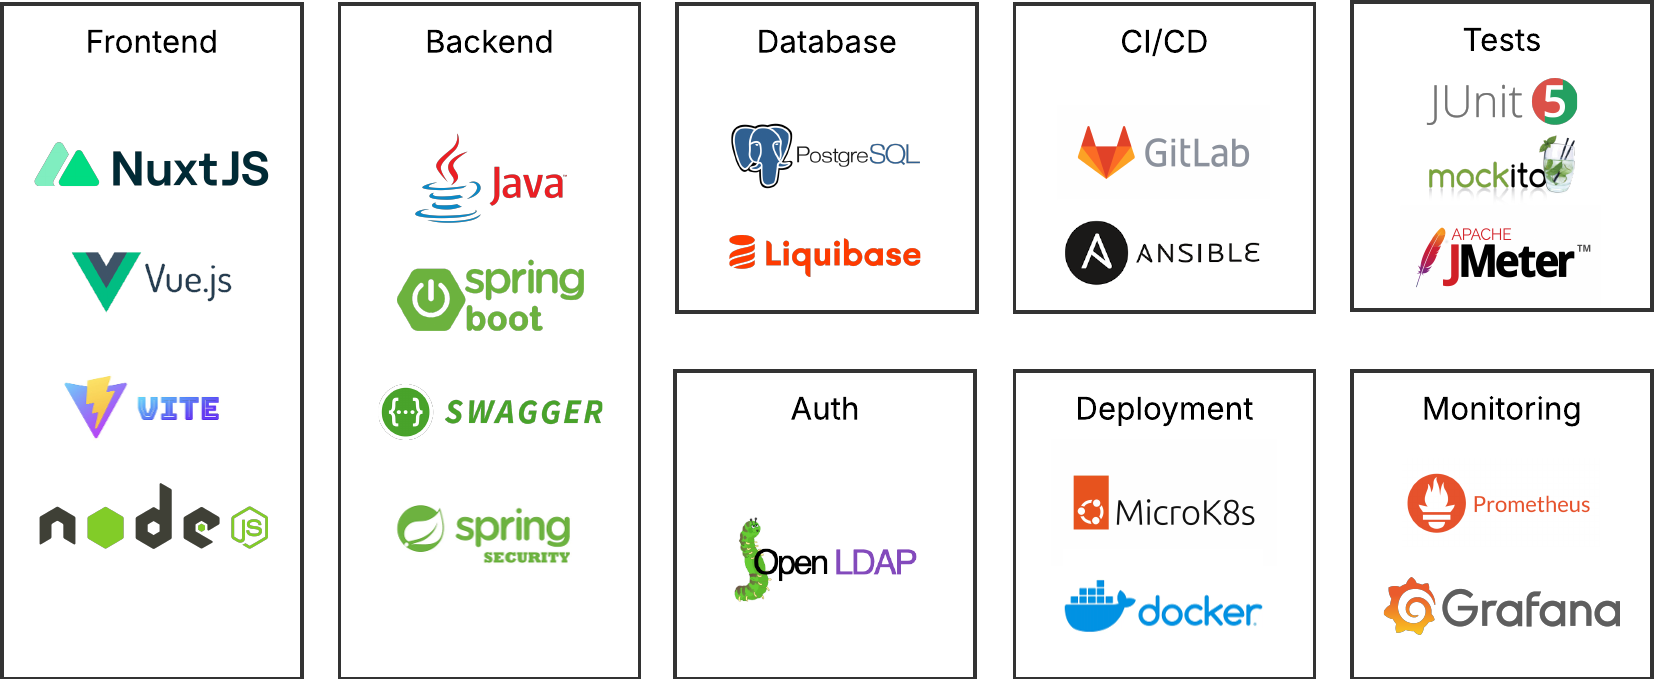 Frontend
NuxtJS
Vue.js
VITE
node
JS
Backend
Java™
spring
boot
{···} SWAGGER
spring
SECURITY
Database
PostgreSQL
Liquibase
CI/CD
GitLab
A ANSIBLE
Tests
JUnit 5
mockito
APACHE
JMeter™
Auth
Open LDAP
Deployment
MicroK8s
docker
Monitoring
Prometheus
Grafana